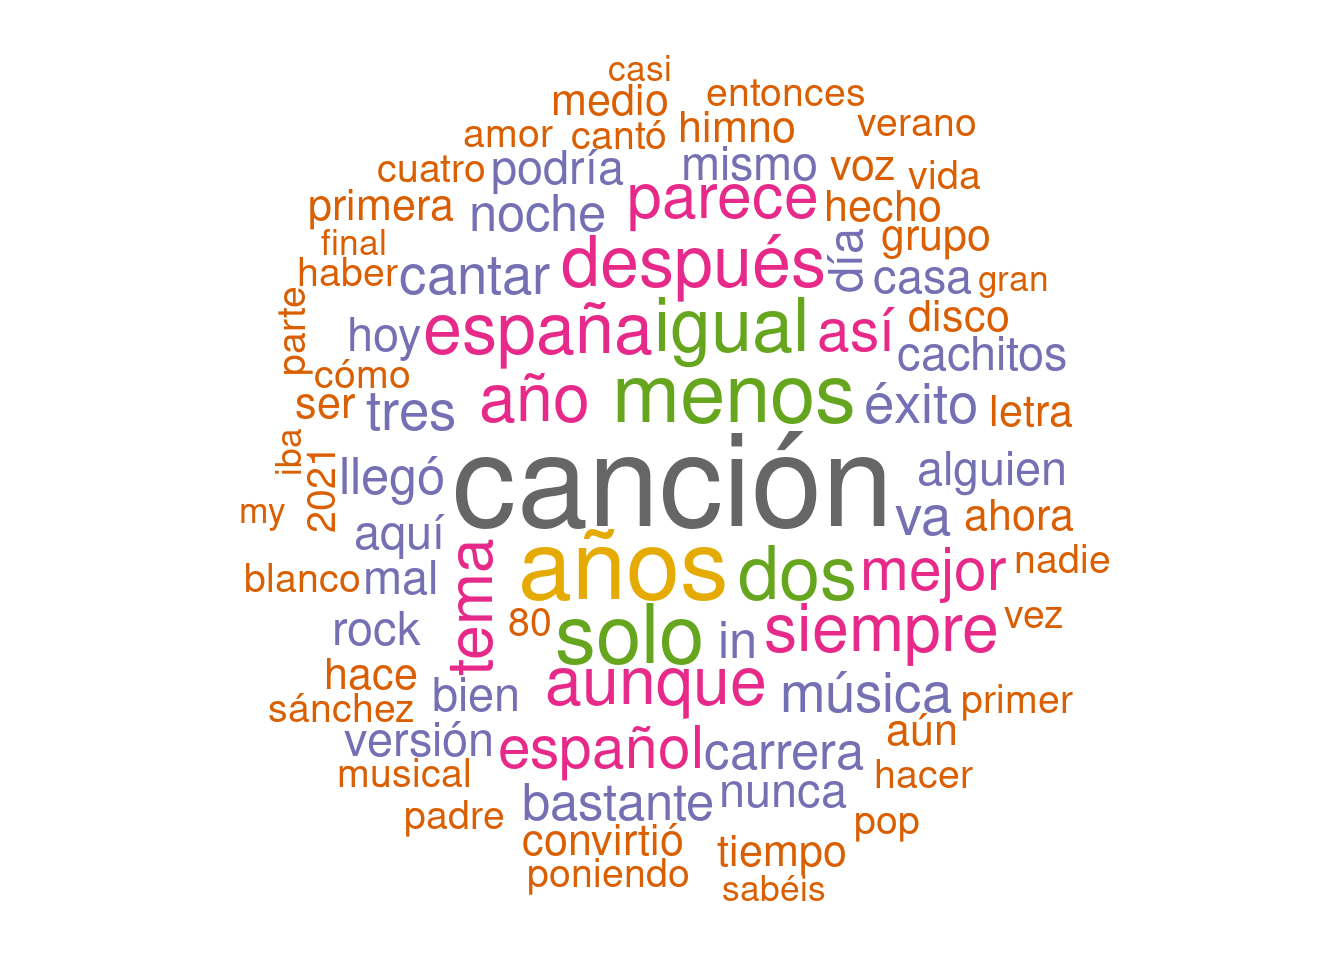 casi
medio entonces
amor cantó himno verano
cuatro podría mismo voz vida
primera noche parece hecho
final después día grupo
haber cantar casa gran
parte hoy españa igual así disco
cómo cachitos
ser tres año menos éxito letra
iba 2021 llegó canción alguien
my va ahora
aquí nadie
blanco mal tema años dos mejor
rock 80 solo in siempre vez
hace aunque
sánchez bien música primer
versión español carrera aún
musical nunca hacer
padre bastante pop
convirtió tiempo
poniendo sabéis